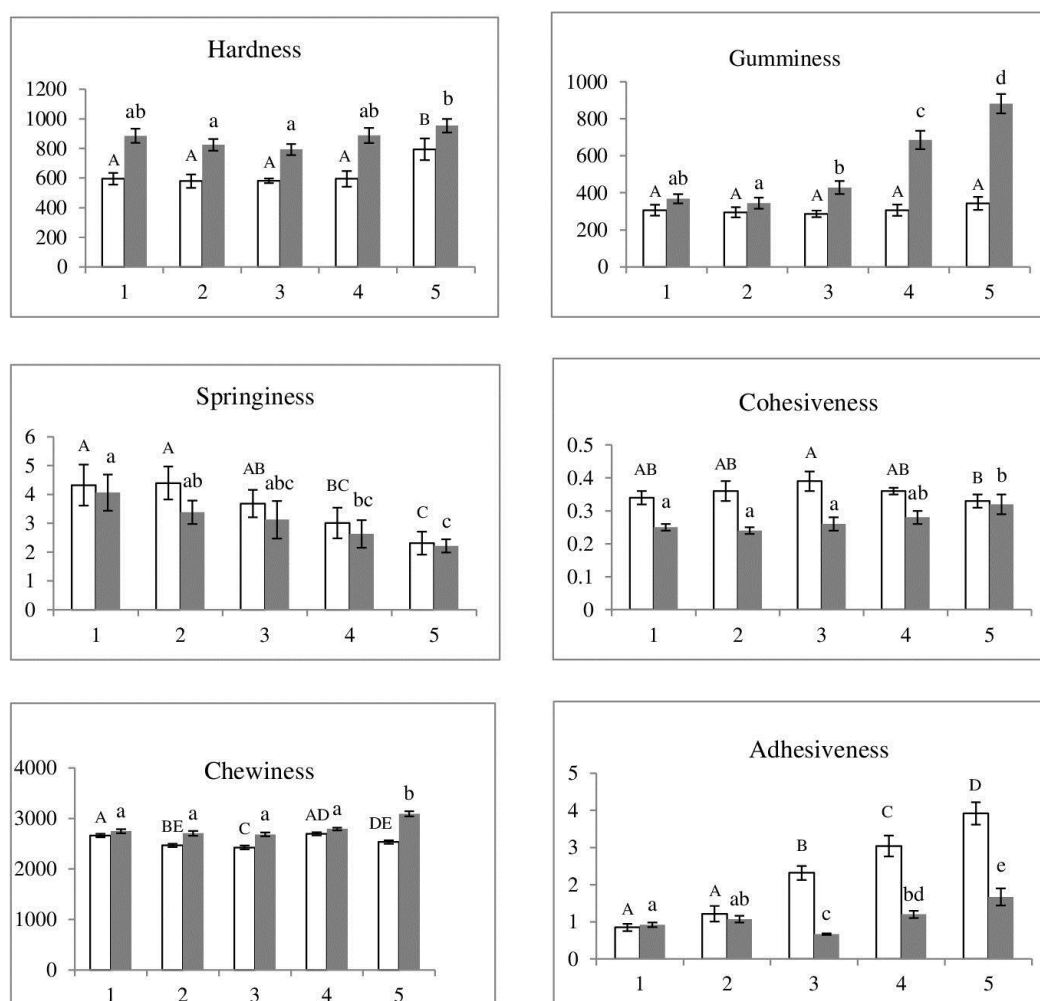 Hardness
1200
1000
800
600
400
200
0
A ab A a A a A ab B b
1 2 3 4 5
Gumminess
1000
800
600
400
200
0
A ab A a A b A c A d
1 2 3 4 5
Springiness
6
5
4
3
2
1
0
A a A ab AB abc BC bc C c
1 2 3 4 5
Cohesiveness
0.5
0.4
0.3
0.2
0.1
0
AB a AB a A a AB ab B b
1 2 3 4 5
Chewiness
4000
3000
2000
1000
0
A a BE a C a AD a DE b
1 2 3 4 5
Adhesiveness
5
4
3
2
1
0
A a A ab B c C bd D e
1 2 3 4 5